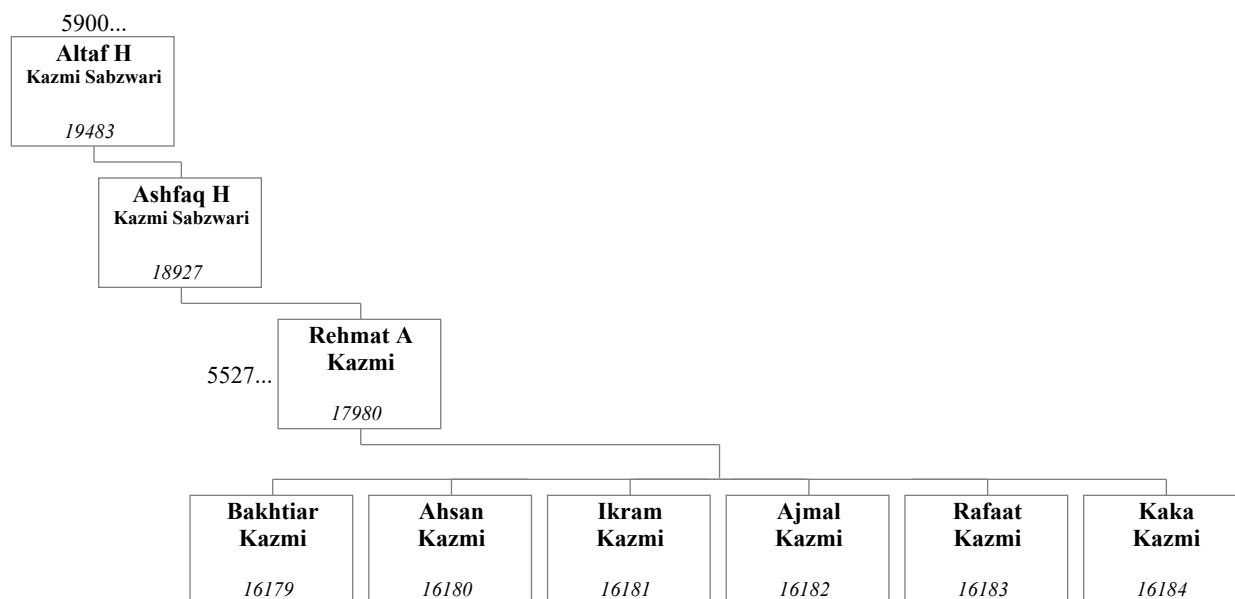 5900...
Altaf H
Kazmi Sabzwari
19483
Ashfaq H
Kazmi Sabzwari
18927
Rehmat A
Kazmi
5527...
17980
Bakhtiar
Kazmi
16179
Ahsan
Kazmi
16180
Ikram
Kazmi
16181
Ajmal
Kazmi
16182
Rafaat
Kazmi
16183
Kaka
Kazmi
16184